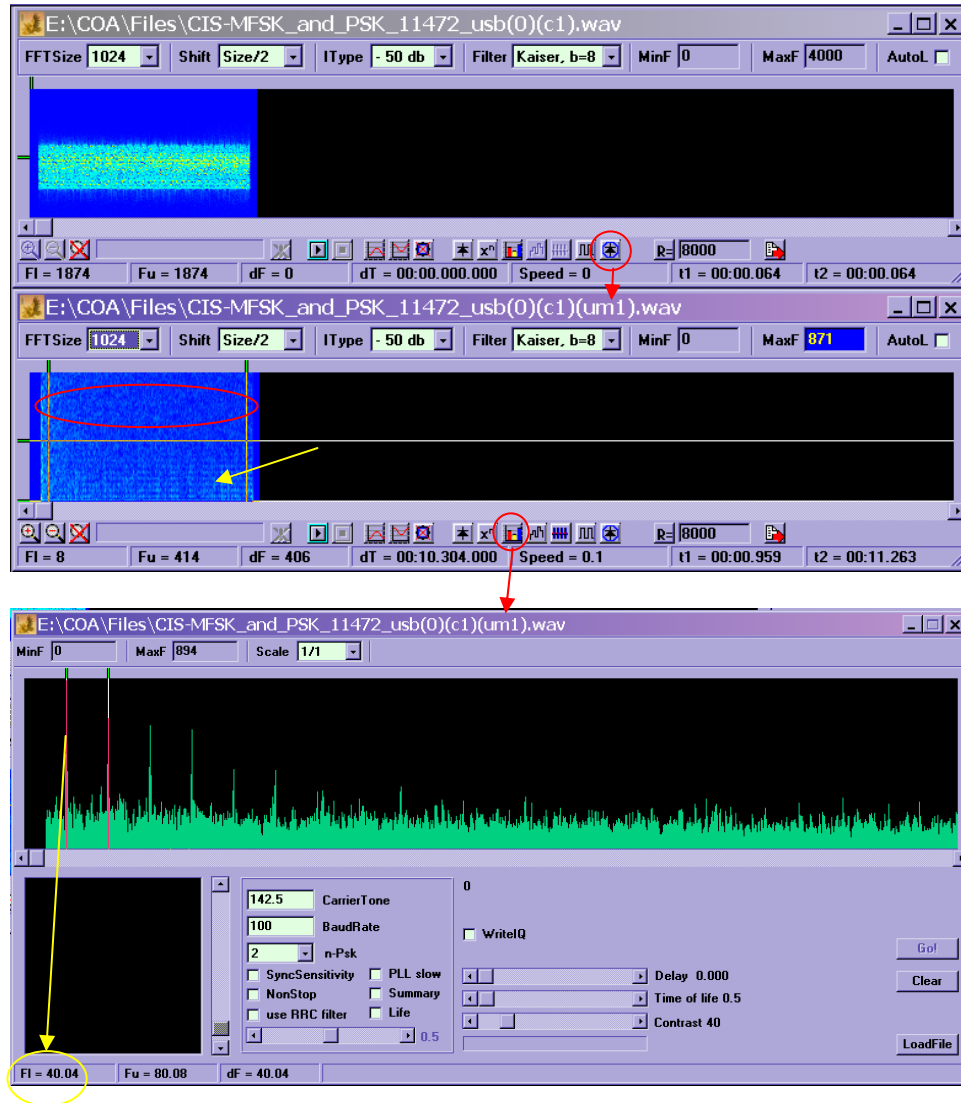 E:\COA\Files\CIS-MFSK_and_PSK_11472_usb(0)(c1).wav
FFTSize 1024 Shift Size/2 IType - 50 db Filter Kaiser, b=8 MinF 0 MaxF 4000 AutoL
R= 8000
Fl = 1874 Fu = 1874 dF = 0 dT = 00:00.000.000 Speed = 0 t1 = 00:00.064 t2 = 00:00.064
E:\COA\Files\CIS-MFSK_and_PSK_11472_usb(0)(c1)(um1).wav
FFTSize 1024 Shift Size/2 IType - 50 db Filter Kaiser, b=8 MinF 0 MaxF 871 AutoL
R= 8000
Fl = 8 Fu = 414 dF = 406 dT = 00:10.304.000 Speed = 0.1 t1 = 00:00.959 t2 = 00:11.263
E:\COA\Files\CIS-MFSK_and_PSK_11472_usb(0)(c1)(um1).wav
MinF 0 MaxF 894 Scale 1/1
0
142.5 CarrierTone
100 BaudRate
WriteIQ
2 n-Psk
Go!
SyncSensitivity PLL slow
Delay 0.000
Clear
NonStop Summary
Time of life 0.5
use RRC filter Life
Contrast 40
0.5
LoadFile
Fl = 40.04 Fu = 80.08 dF = 40.04